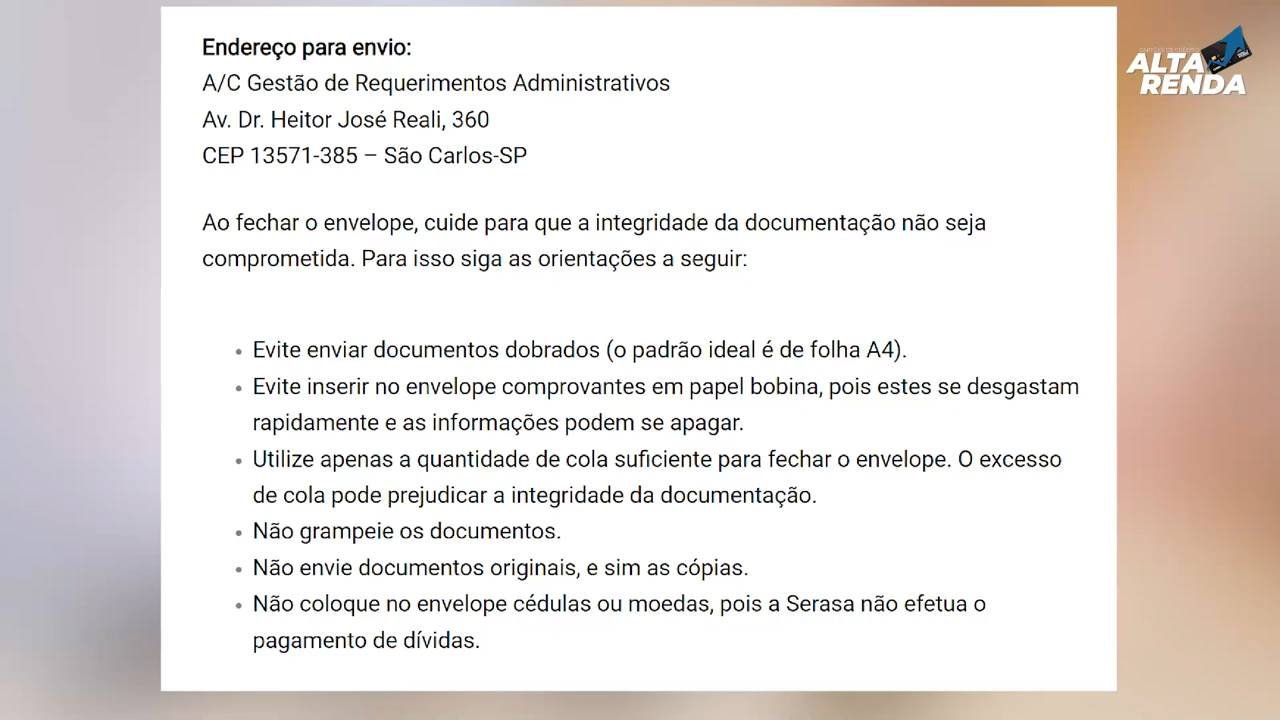 Endereço para envio:
A/C Gestão de Requerimentos Administrativos
Av. Dr. Heitor José Reali, 360
CEP 13571-385 – São Carlos-SP
Ao fechar o envelope, cuide para que a integridade da documentação não seja
comprometida. Para isso siga as orientações a seguir:
Evite enviar documentos dobrados (o padrão ideal é de folha A4).
Evite inserir no envelope comprovantes em papel bobina, pois estes se desgastam
rapidamente e as informações podem se apagar.
Utilize apenas a quantidade de cola suficiente para fechar o envelope. O excesso
de cola pode prejudicar a integridade da documentação.
Não grampeie os documentos.
Não envie documentos originais, e sim as cópias.
Não coloque no envelope cédulas ou moedas, pois a Serasa não efetua o
pagamento de dívidas.
CARTÕES DE CRÉDITO
ALTA
RENDA